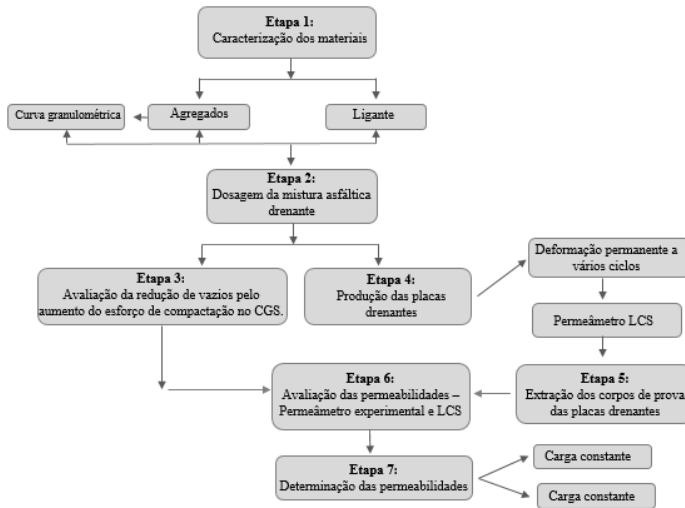 Etapa 1:
Caracterização dos materiais
Curva granulométrica
Agregados
Ligante
Etapa 2:
Dosagem da mistura asfáltica
drenante
Etapa 3:
Avaliação da redução de vazios pelo
aumento do esforço de compactação no CGS.
Etapa 4:
Produção das placas
drenantes
Deformação permanente a
vários ciclos
Permeâmetro LCS
Etapa 5:
Extração dos corpos de prova
das placas drenantes
Etapa 6:
Avaliação das permeabilidades –
Permeâmetro experimental e LCS
Etapa 7:
Determinação das permeabilidades
Carga constante
Carga constante